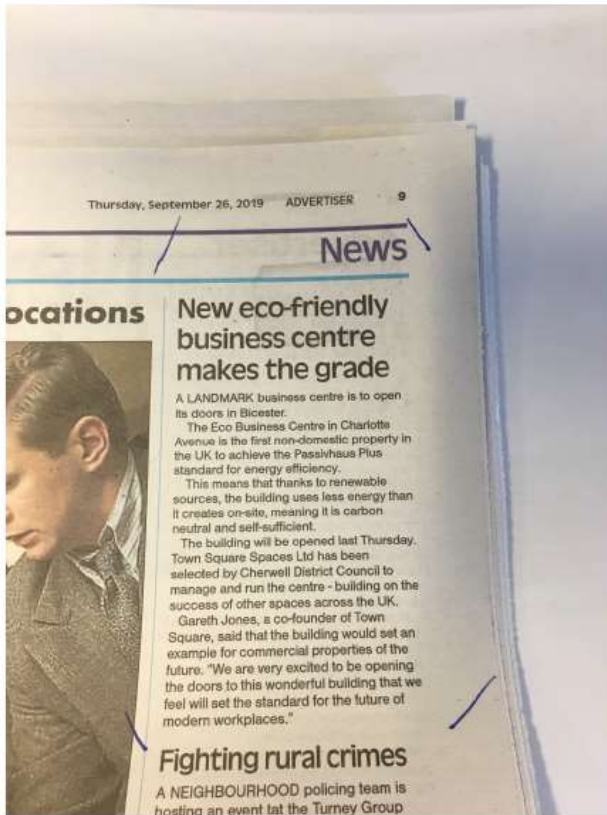 Thursday, September 26, 2019 ADVERTISER 9
News
ocations
New eco-friendly
business centre
makes the grade
A LANDMARK business centre is to open
its doors in Bicester.
The Eco Business Centre in Charlotte
Avenue is the first non-domestic property in
the UK to achieve the Passivhaus Plus
standard for energy efficiency.
This means that thanks to renewable
sources, the building uses less energy than
it creates on-site, meaning it is carbon
neutral and self-sufficient.
The building will be opened last Thursday.
Town Square Spaces Ltd has been
selected by Cherwell District Council to
manage and run the centre - building on the
success of other spaces across the UK.
Gareth Jones, a co-founder of Town
Square, said that the building would set an
example for commercial properties of the
future. "We are very excited to be opening
the doors to this wonderful building that we
feel will set the standard for the future of
modern workplaces."
Fighting rural crimes
A NEIGHBOURHOOD policing team is
hosting an event tat the Turney Group